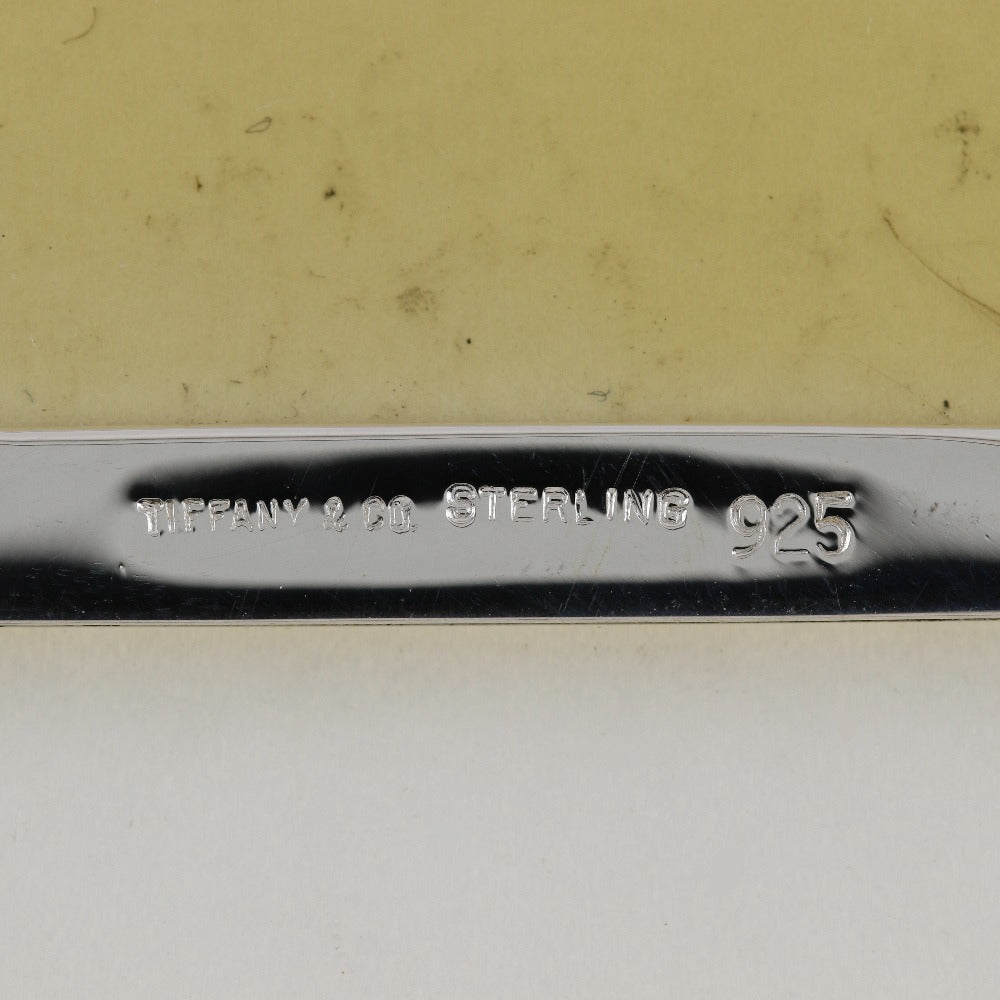 TIFFANY & CO. STERLING 925